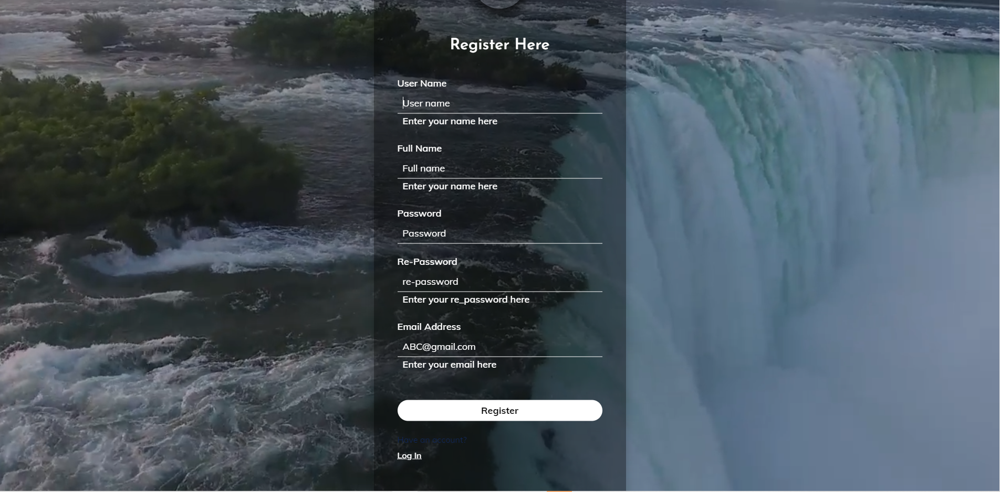 Register Here
User Name
User name
Enter your name here
Full Name
Full name
Enter your name here
Password
Password
Re-Password
re-password
Enter your re_password here
Email Address
ABC@gmail.com
Enter your email here
Register
Have an account?
Log In